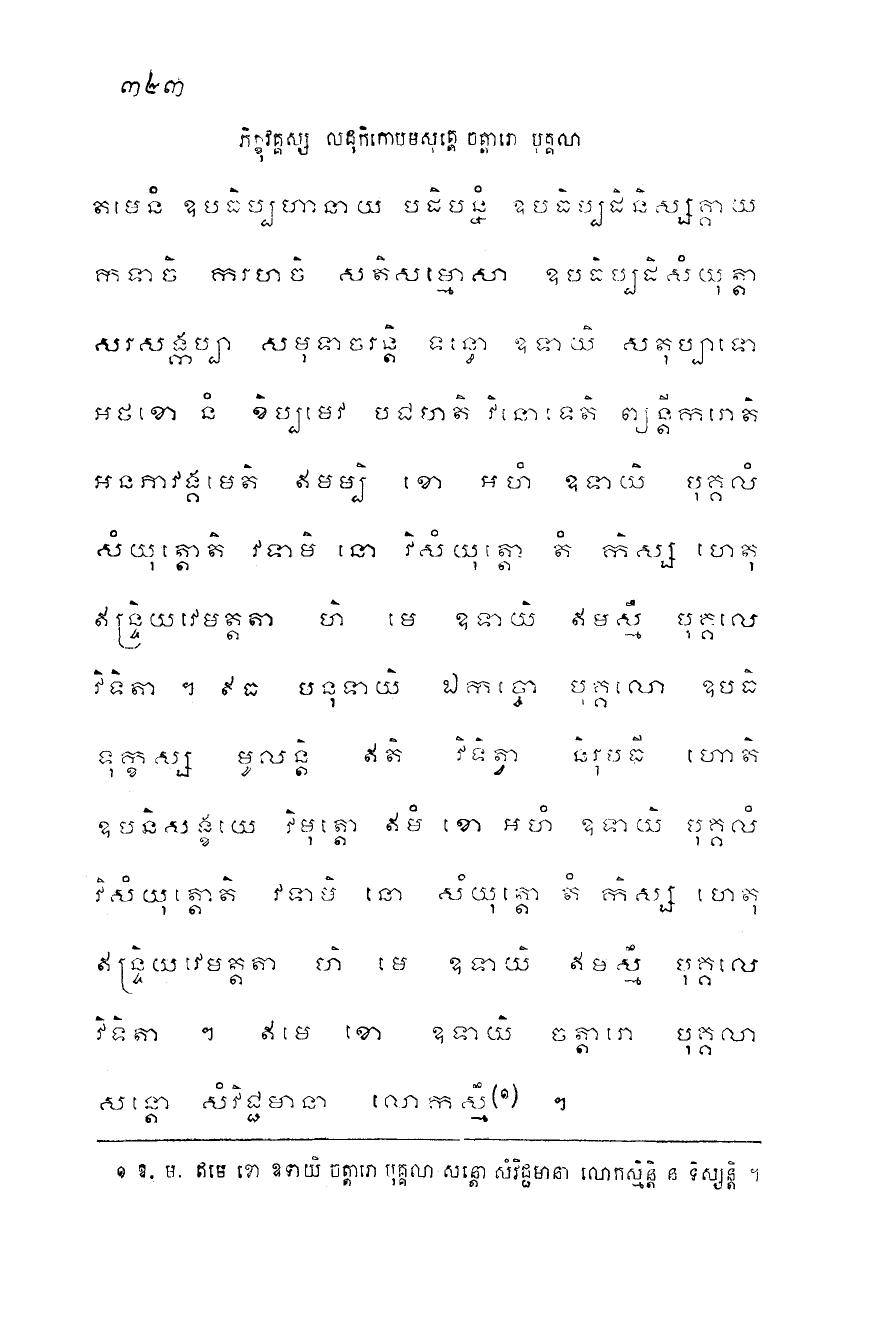 ៣៤៣
ភិក្ខុវគ្គស្ស លដុកិកោបមសុត្តេ ចត្តារោ បុគ្គលា
តមេនំ ឧបធិប្បហានាយ បដិបន្នំ ឧបធិប្បដិនិស្សគ្គាយ
កទាចិ ករហចិ សតិសម្មោសា ឧបធិប្បដិសំយុត្តា
សរសង្កប្បា សមុទាចរន្តិ ទន្ធោ ឧទាយិ សតុប្បាទោ
អថខោ នំ ខិប្បមេវ បជហតិ វិនោទេតិ ព្យន្តីករោតិ
អនភាវង្គមេតិ ឥមម្បិ ខោ អហំ ឧទាយិ បុគ្គលំ
សំយុត្តោតិ វទាមិ នោ វិសំយុត្តោ តំ កិស្ស ហេតុ
ឥន្ទ្រិយវេមត្តតា ហិ មេ ឧទាយិ ឥមស្មឹ បុគ្គលេ
វិទិតា ។ ឥធ បនុទាយិ ឯកច្ចោ បុគ្គលោ ឧបធិ
ទុក្ខស្ស មូលន្តិ ឥតិ វិទិត្វា និរុបធី ហោតិ
ឧបនិសង្ខយេ វិមុត្តោ ឥមំ ខោ អហំ ឧទាយិ បុគ្គលំ
វិសំយុត្តោតិ វទាមិ នោ សំយុត្តោ តំ កិស្ស ហេតុ
ឥន្ទ្រិយវេមត្តតា ហិ មេ ឧទាយិ ឥមស្មឹ បុគ្គលេ
វិទិតា ។ ឥមេ ខោ ឧទាយិ ចត្តារោ បុគ្គលា
សន្តោ សំវិជ្ជមានា លោកស្មឹ(១) ។
១ ឱ. ម. ឥមេ ខោ ឧទាយិ ចត្តារោ បុគ្គលា សន្តោ សំវិជ្ជមានា លោកស្មិន្តិ ន ទិស្សន្តិ ។